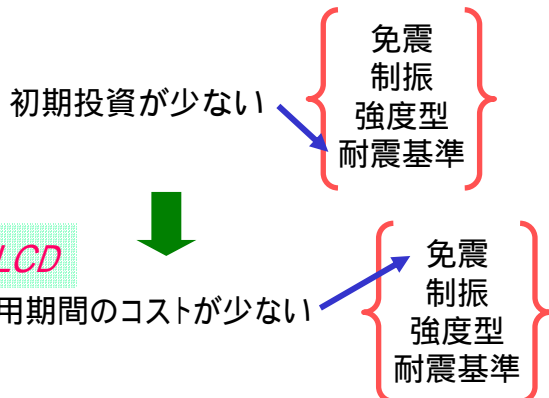 免震
制振
初期投資が少ない
強度型
耐震基準
LCD
免震
用期間のコストが少ない
制振
強度型
耐震基準